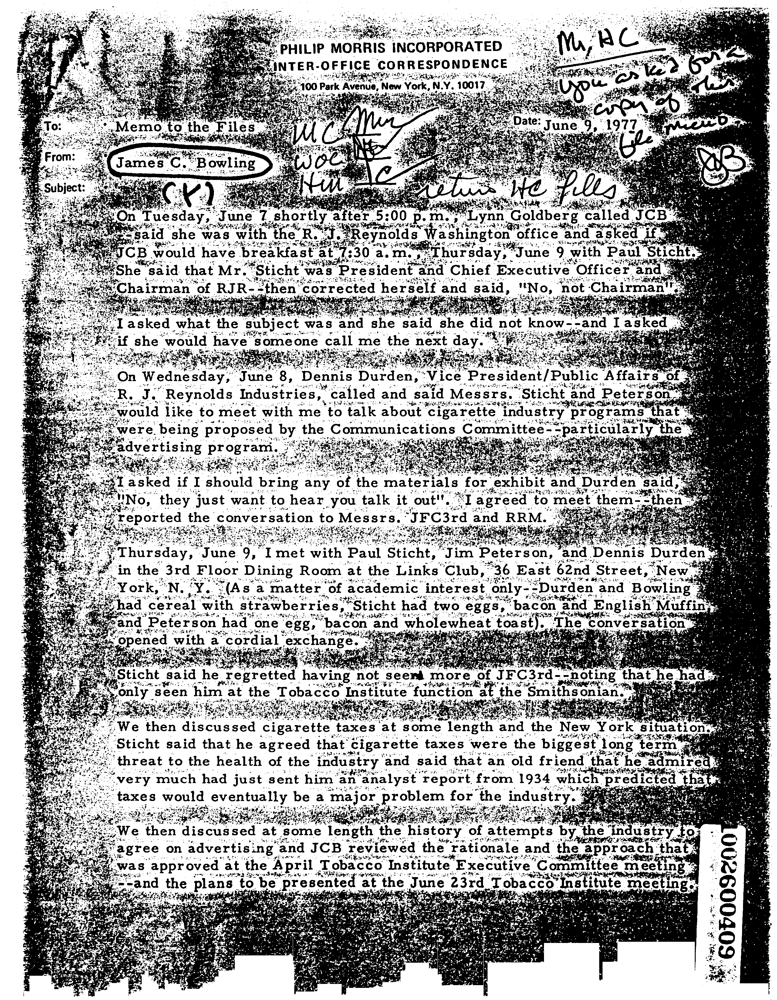 PHILIP MORRIS INCORPORATED
INTER-OFFICE CORRESPONDENCE
100 Park Avenue, New York, N.Y. 10017
Mr, HC
you asked for a
copy of this
file memo.
JCB
To: Memo to the Files
Date: June 9, 1977
From: James C. Bowling
Subject:
(X)
return HC files
On Tuesday, June 7 shortly after 5:00 p.m., Lynn Goldberg called JCB
--said she was with the R. J. Reynolds Washington office and asked if
JCB would have breakfast at 7:30 a.m., Thursday, June 9 with Paul Sticht.
She said that Mr. Sticht was President and Chief Executive Officer and
Chairman of RJR--then corrected herself and said, "No, not Chairman".
I asked what the subject was and she said she did not know--and I asked
if she would have someone call me the next day.
On Wednesday, June 8, Dennis Durden, Vice President/Public Affairs of
R. J. Reynolds Industries, called and said Messrs. Sticht and Peterson
would like to meet with me to talk about cigarette industry programs that
were being proposed by the Communications Committee--particularly the
advertising program.
I asked if I should bring any of the materials for exhibit and Durden said,
"No, they just want to hear you talk it out". I agreed to meet them--then
reported the conversation to Messrs. JFC3rd and RRM.
Thursday, June 9, I met with Paul Sticht, Jim Peterson, and Dennis Durden
in the 3rd Floor Dining Room at the Links Club, 36 East 62nd Street, New
York, N. Y. (As a matter of academic interest only--Durden and Bowling
had cereal with strawberries, Sticht had two eggs, bacon and English Muffin,
and Peterson had one egg, bacon and wholewheat toast). The conversation
opened with a cordial exchange.
Sticht said he regretted having not seen more of JFC3rd--noting that he had
only seen him at the Tobacco Institute function at the Smithsonian.
We then discussed cigarette taxes at some length and the New York situation.
Sticht said that he agreed that cigarette taxes were the biggest long term
threat to the health of the industry and said that an old friend that he admired
very much had just sent him an analyst report from 1934 which predicted that
taxes would eventually be a major problem for the industry.
We then discussed at some length the history of attempts by the industry to
agree on advertising and JCB reviewed the rationale and the approach that
was approved at the April Tobacco Institute Executive Committee meeting
--and the plans to be presented at the June 23rd Tobacco Institute meeting.